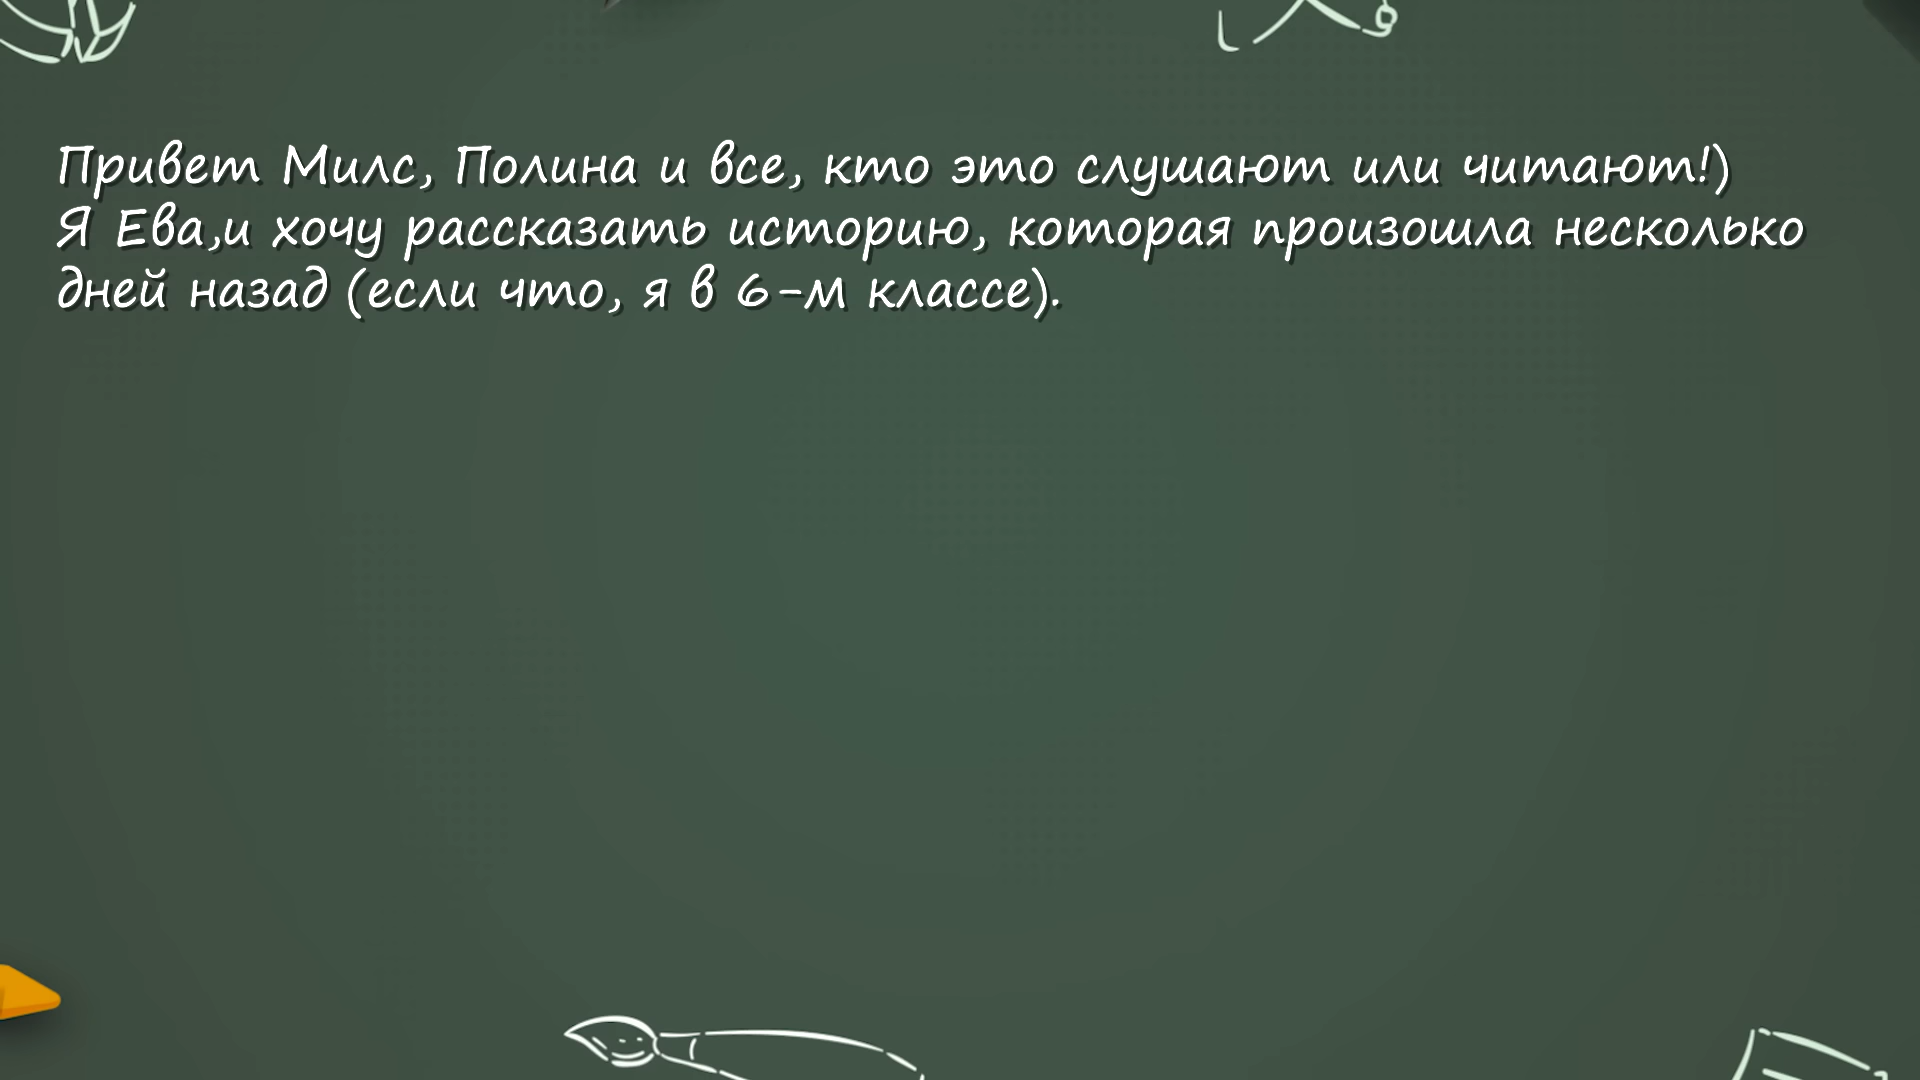 Привет Милс, Полина и все, кто это слушают или читают!)
Я Ева,и хочу рассказать историю, которая произошла несколько
дней назад (если что, я в 6-м классе).